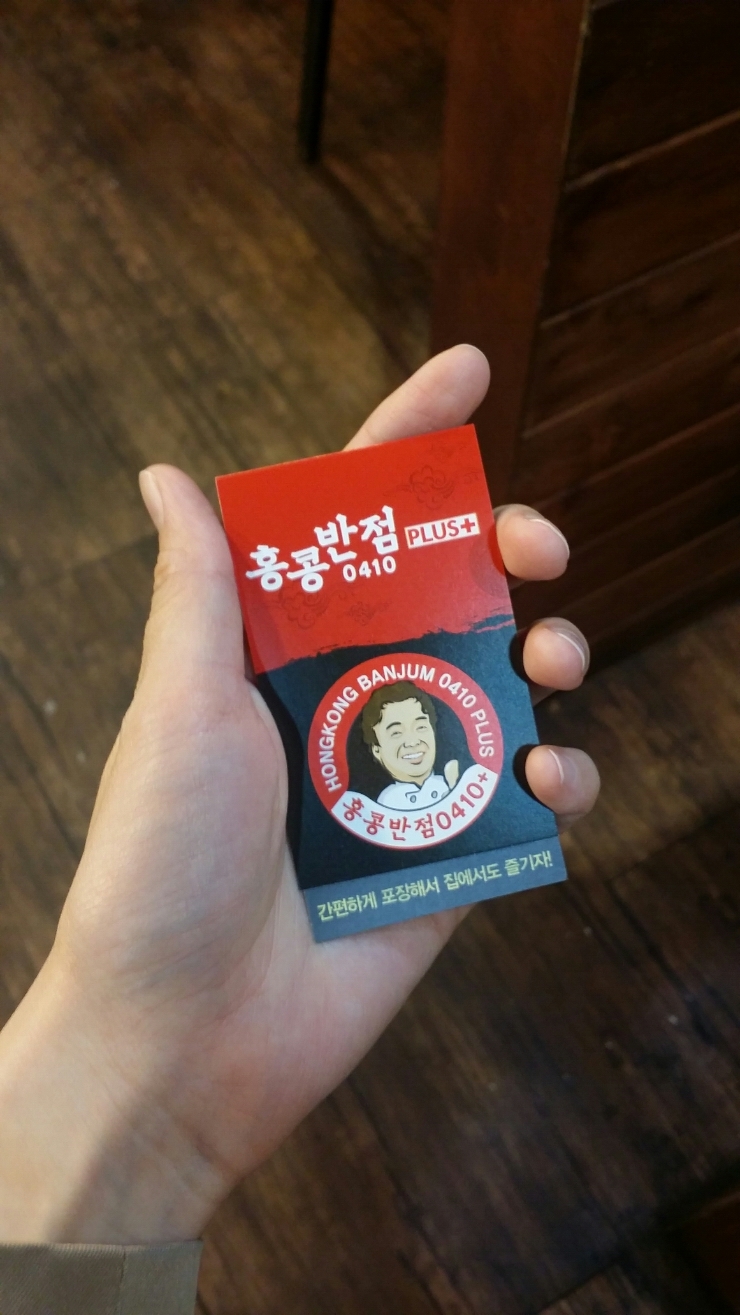 홍콩반점 PLUS+
0410
HONGKONG BANJUM 0410 PLUS
홍콩반점0410+
간편하게 포장해서 집에서도 즐기자!